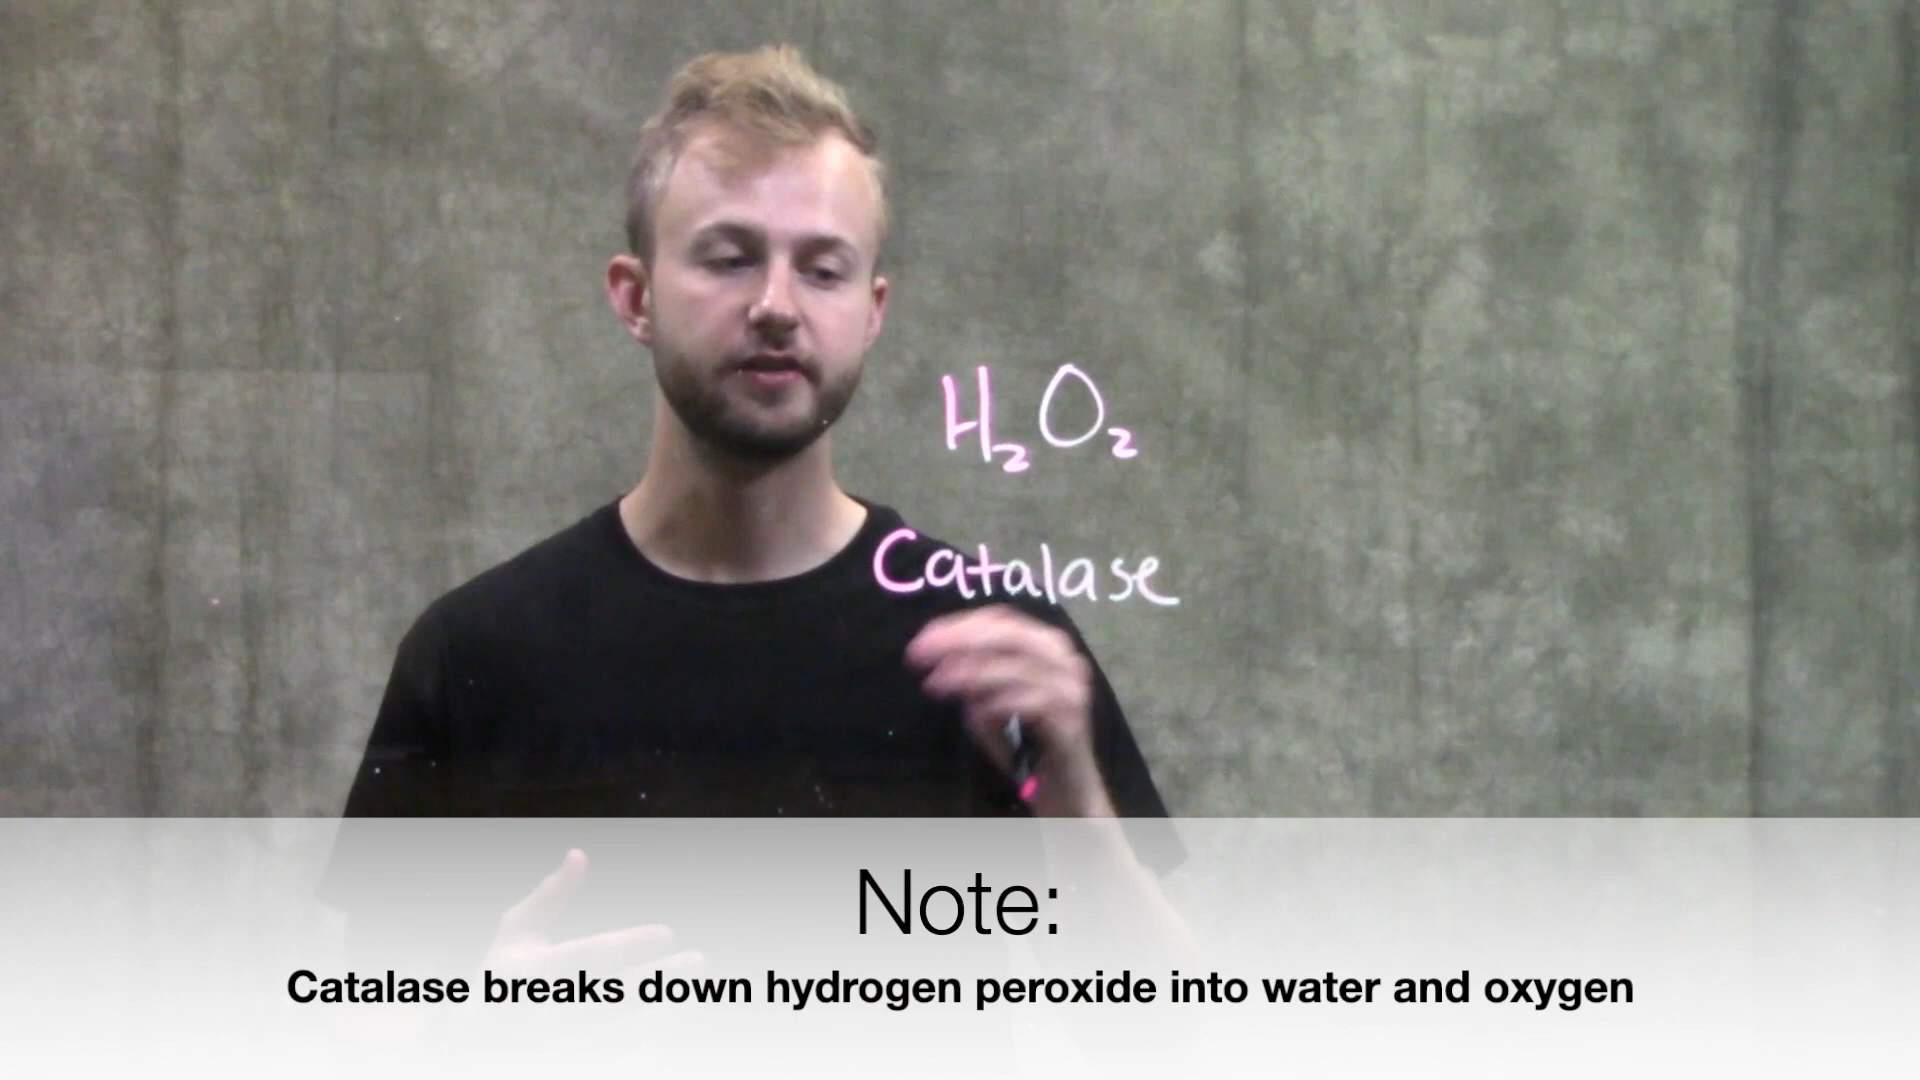 H₂O₂
Catalase
Note:
Catalase breaks down hydrogen peroxide into water and oxygen